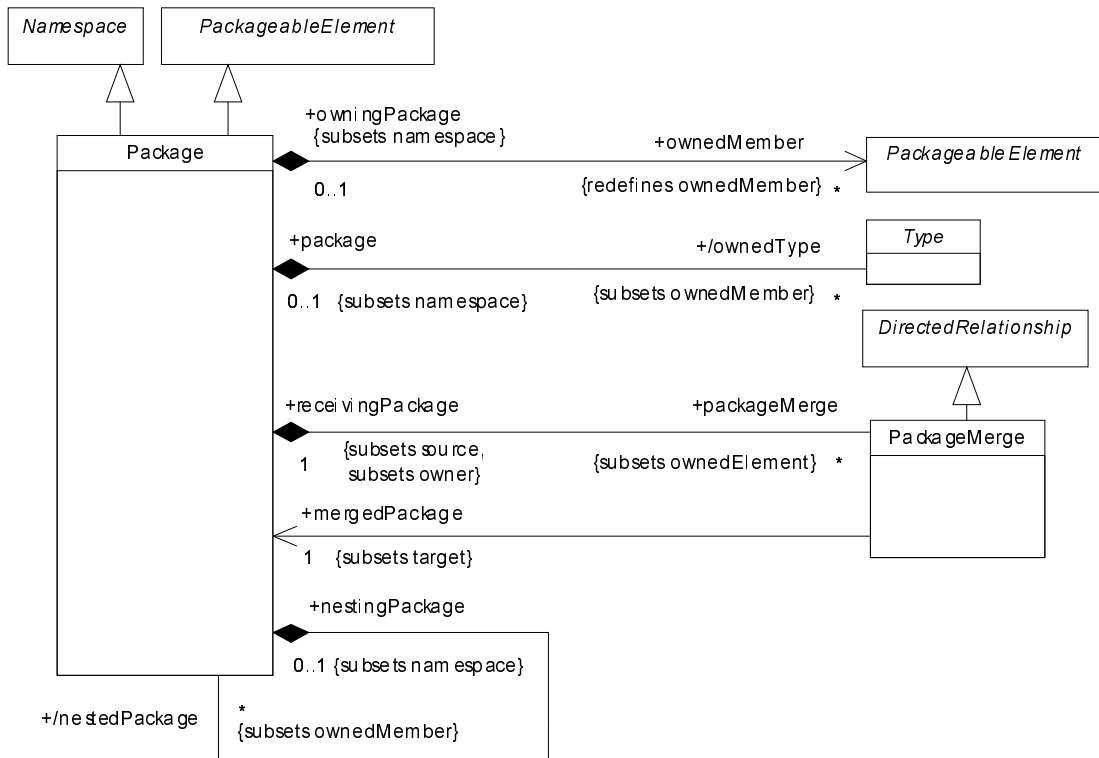 Namespace
PackageableElement
Package
+owningPackage
{subsets namespace}
0..1
+ownedMember
{redefines ownedMember} *
PackageableElement
+package
0..1 {subsets namespace}
+/ownedType
{subsets ownedMember} *
Type
DirectedRelationship
+receivingPackage
1 {subsets source,
subsets owner}
+packageMerge
{subsets ownedElement} *
PackageMerge
+mergedPackage
1 {subsets target}
+nestingPackage
0..1 {subsets namespace}
+/nestedPackage
*
{subsets ownedMember}